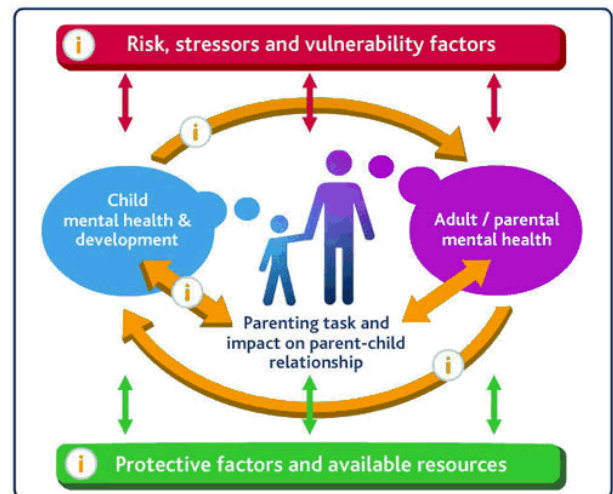 i Risk, stressors and vulnerability factors
i
Child
mental health &
development
Adult / parental
mental health
i
Parenting task and
impact on parent-child
relationship
i
i Protective factors and available resources